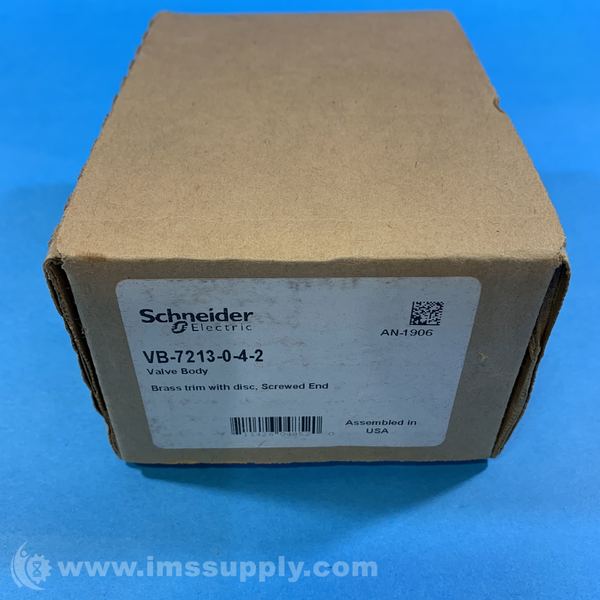 Schneider
Electric
AN-1906
VB-7213-0-4-2
Valve Body
Brass trim with disc, Screwed End
Assembled in
USA
www.imssupply.com